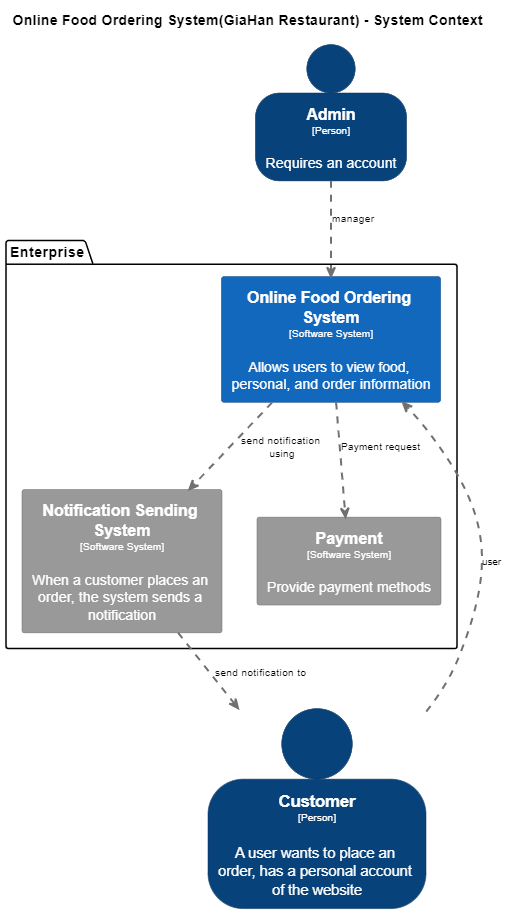 Online Food Ordering System(GiaHan Restaurant) - System Context
Admin
[Person]
Requires an account
manager
Enterprise
Online Food Ordering
System
[Software System]
Allows users to view food,
personal, and order information
send notification
using
Payment request
Notification Sending
System
[Software System]
When a customer places an
order, the system sends a
notification
Payment
[Software System]
Provide payment methods
user
send notification to
Customer
[Person]
A user wants to place an
order, has a personal account
of the website